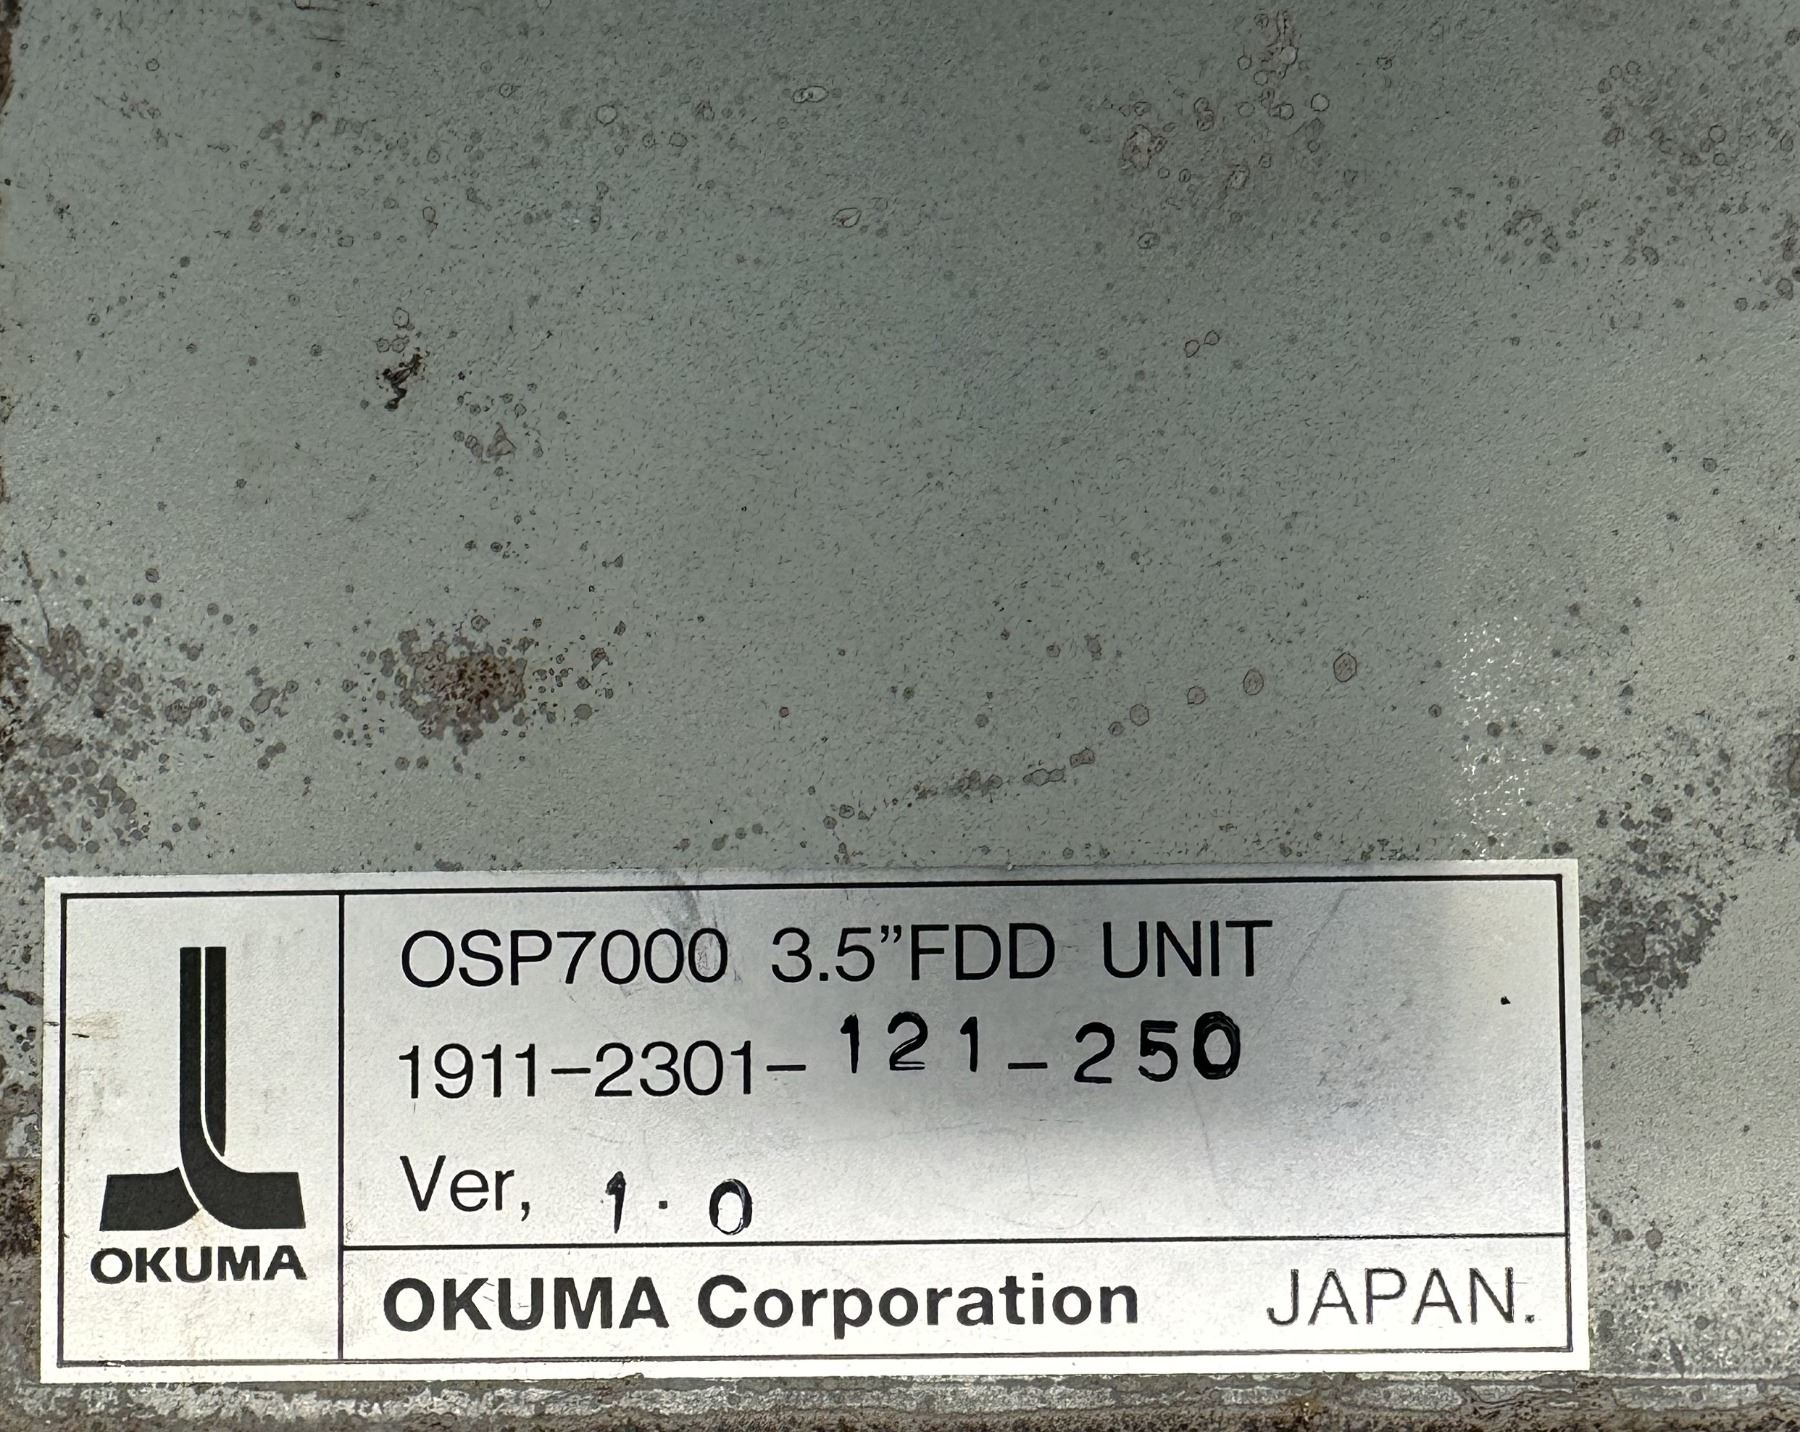 OSP7000 3.5"FDD UNIT
1911-2301-121-250
Ver, 1.0
OKUMA
OKUMA Corporation JAPAN.